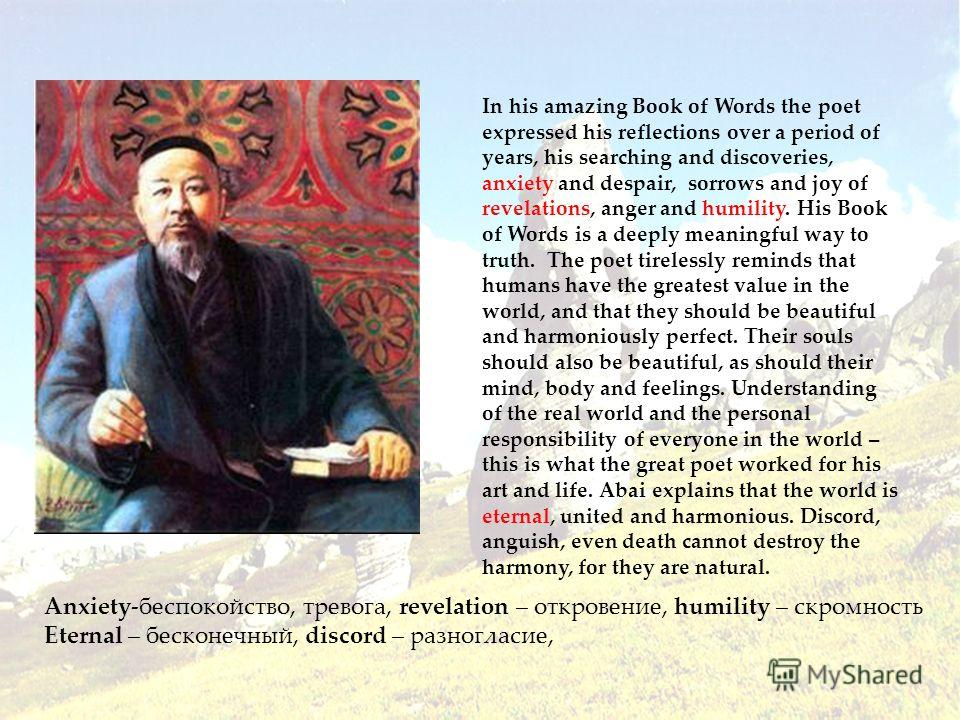 In his amazing Book of Words the poet
expressed his reflections over a period of
years, his searching and discoveries,
anxiety and despair, sorrows and joy of
revelations, anger and humility. His Book
of Words is a deeply meaningful way to
truth. The poet tirelessly reminds that
humans have the greatest value in the
world, and that they should be beautiful
and harmoniously perfect. Their souls
should also be beautiful, as should their
mind, body and feelings. Understanding
of the real world and the personal
responsibility of everyone in the world –
this is what the great poet worked for his
art and life. Abai explains that the world is
eternal, united and harmonious. Discord,
anguish, even death cannot destroy the
harmony, for they are natural.
Anxiety-беспокойство, тревога, revelation – откровение, humility – скромность
Eternal – бесконечный, discord – разногласие,
MyShared